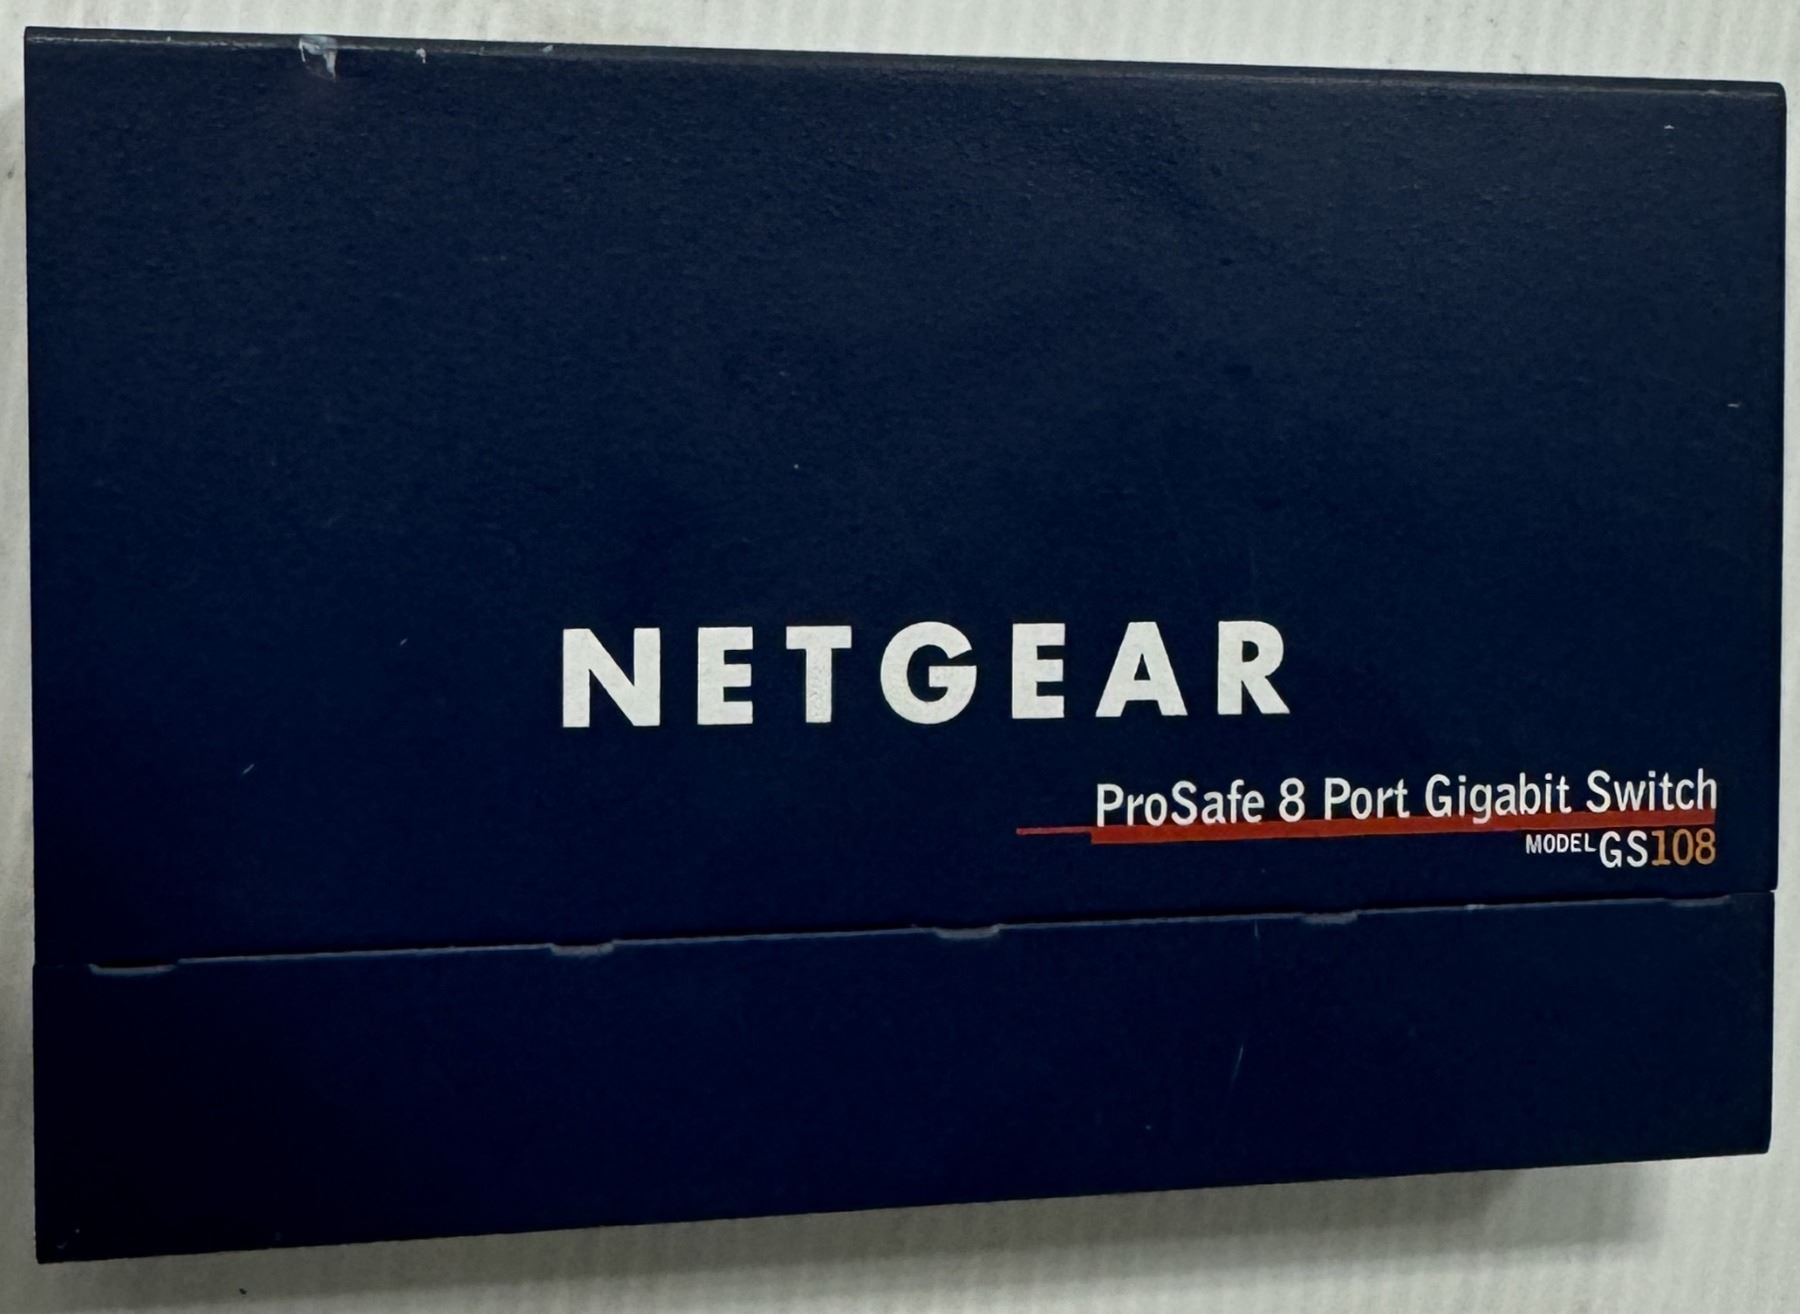 NETGEAR
ProSafe 8 Port Gigabit Switch
MODEL GS108